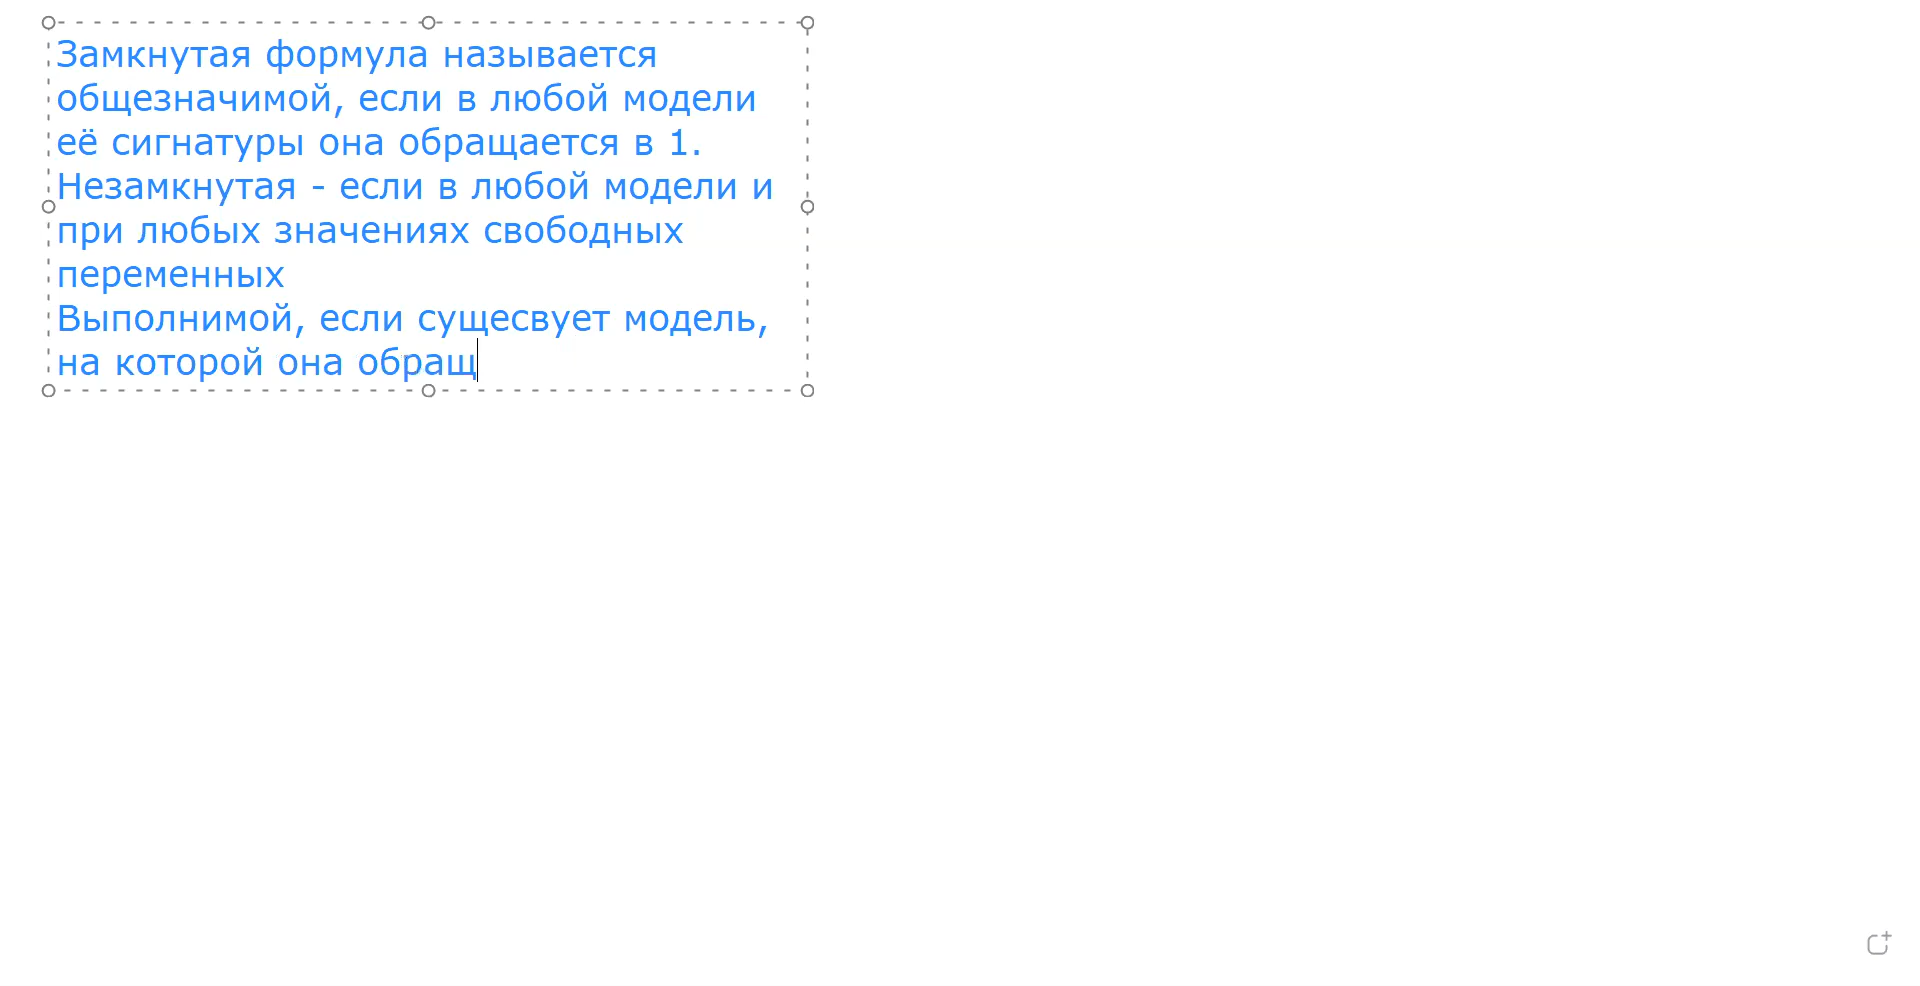 Замкнутая формула называется
общезначимой, если в любой модели
её сигнатуры она обращается в 1.
Незамкнутая - если в любой модели и
при любых значениях свободных
переменных
Выполнимой, если сущесвует модель,
на которой она обращ